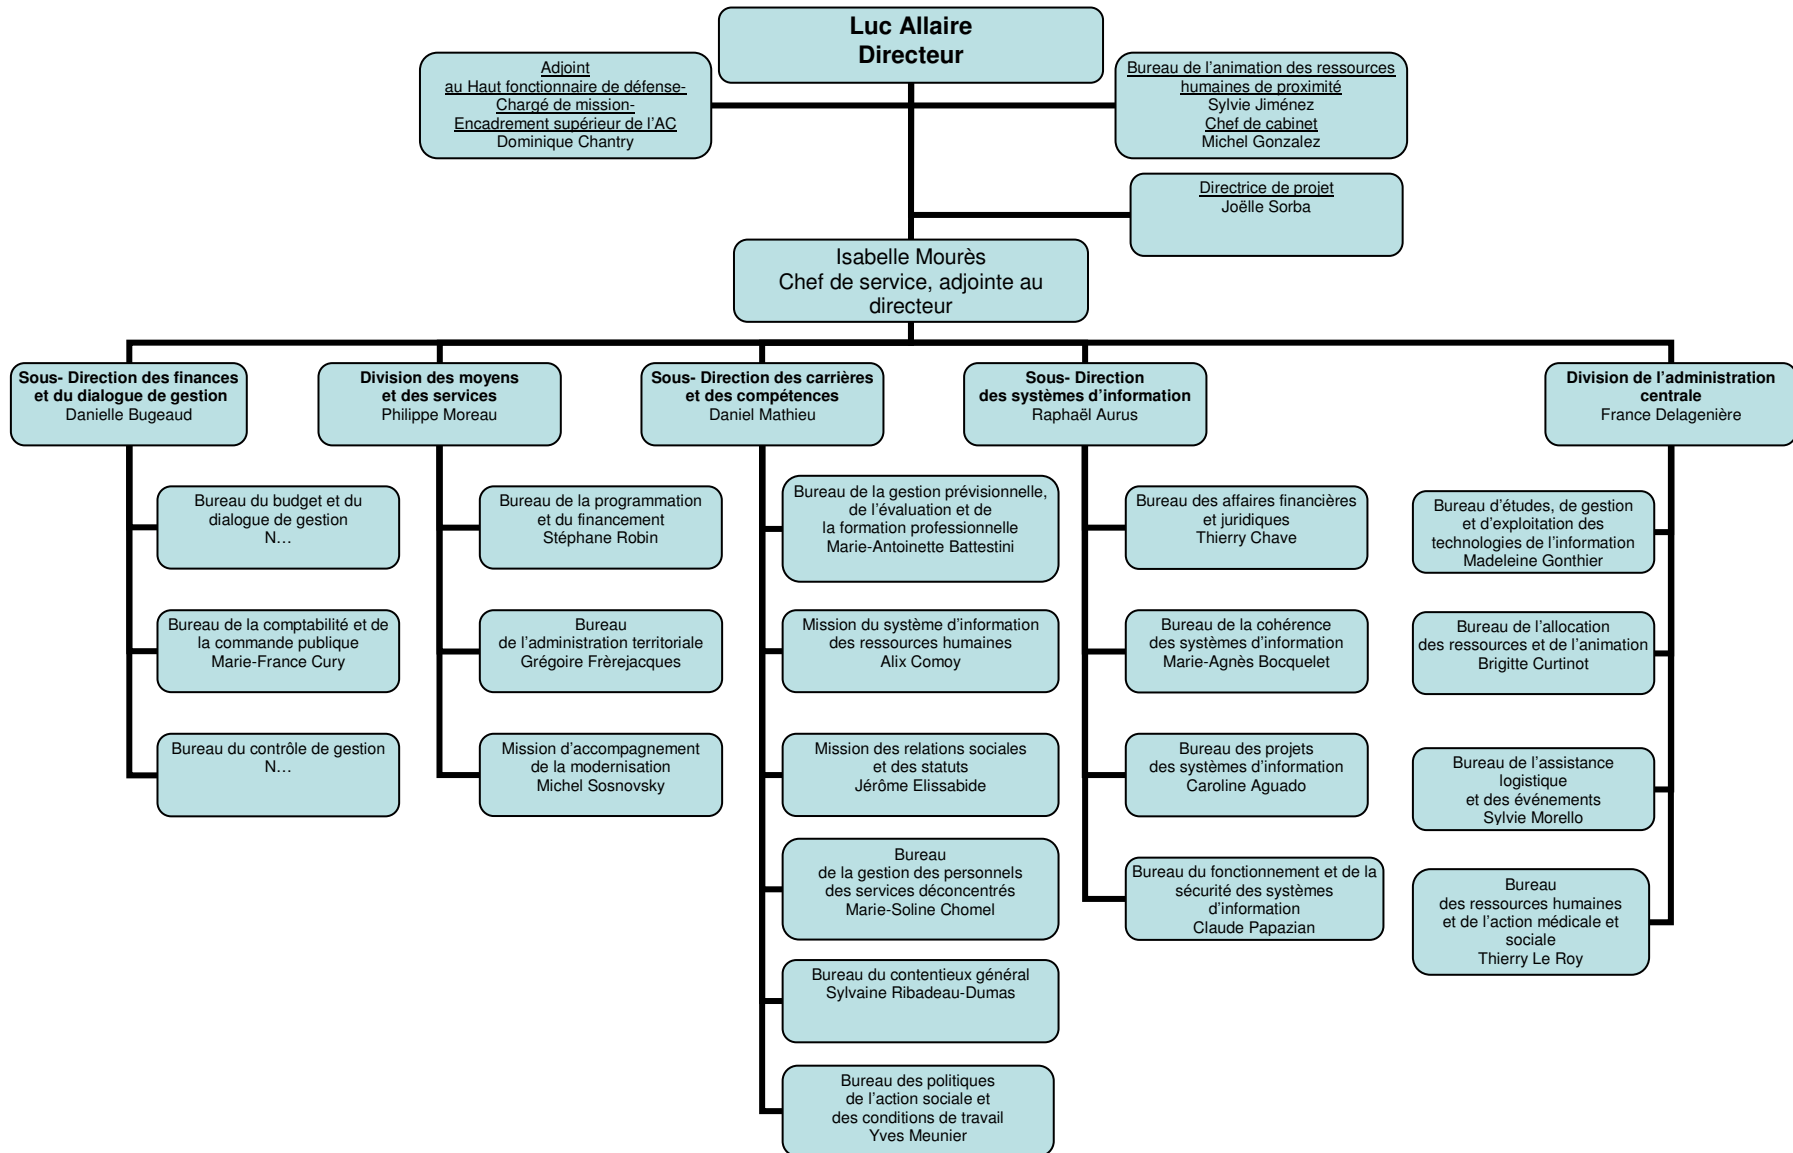 Luc Allaire
Directeur
Adjoint
au Haut fonctionnaire de défense-
Chargé de mission-
Encadrement supérieur de l'AC
Dominique Chantry
Bureau de l'animation des ressources
humaines de proximité
Sylvie Jiménez
Chef de cabinet
Michel Gonzalez
Directrice de projet
Joëlle Sorba
Isabelle Mourès
Chef de service, adjointe au
directeur
Sous- Direction des finances
et du dialogue de gestion
Danielle Bugeaud
Division des moyens
et des services
Philippe Moreau
Sous- Direction des carrières
et des compétences
Daniel Mathieu
Sous- Direction
des systèmes d'information
Raphaël Aurus
Division de l'administration
centrale
France Delagenière
Bureau du budget et du
dialogue de gestion
N…
Bureau de la comptabilité et de
la commande publique
Marie-France Cury
Bureau du contrôle de gestion
N…
Bureau de la programmation
et du financement
Stéphane Robin
Bureau
de l'administration territoriale
Grégoire Frèrejacques
Mission d'accompagnement
de la modernisation
Michel Sosnovsky
Bureau de la gestion prévisionnelle,
de l'évaluation et de
la formation professionnelle
Marie-Antoinette Battestini
Mission du système d'information
des ressources humaines
Alix Comoy
Mission des relations sociales
et des statuts
Jérôme Elissabide
Bureau
de la gestion des personnels
des services déconcentrés
Marie-Soline Chomel
Bureau du contentieux général
Sylvaine Ribadeau-Dumas
Bureau des politiques
de l'action sociale et
des conditions de travail
Yves Meunier
Bureau des affaires financières
et juridiques
Thierry Chave
Bureau de la cohérence
des systèmes d'information
Marie-Agnès Bocquelet
Bureau des projets
des systèmes d'information
Caroline Aguado
Bureau du fonctionnement et de la
sécurité des systèmes
d'information
Claude Papazian
Bureau d'études, de gestion
et d'exploitation des
technologies de l'information
Madeleine Gonthier
Bureau de l'allocation
des ressources et de l'animation
Brigitte Curtinot
Bureau de l'assistance
logistique
et des événements
Sylvie Morello
Bureau
des ressources humaines
et de l'action médicale et
sociale
Thierry Le Roy